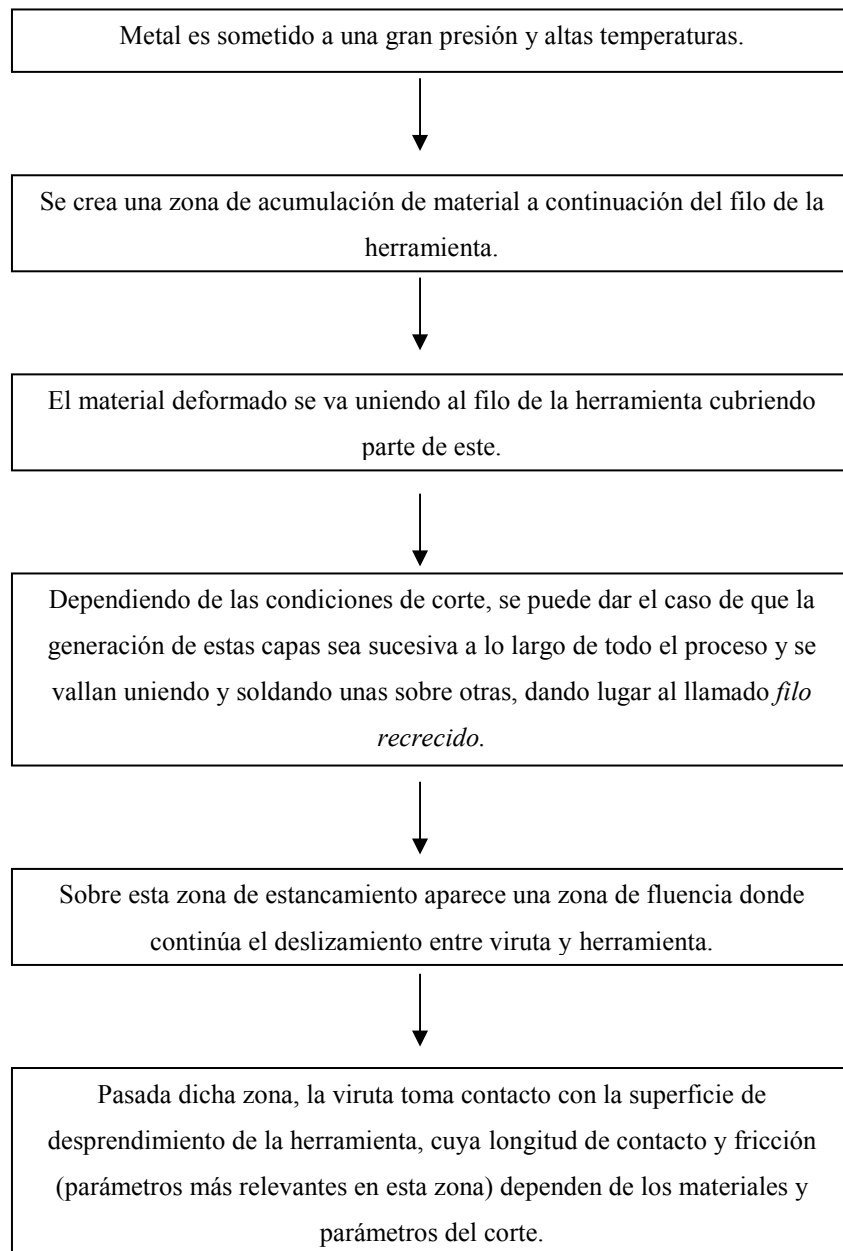 Metal es sometido a una gran presión y altas temperaturas.
Se crea una zona de acumulación de material a continuación del filo de la
herramienta.
El material deformado se va uniendo al filo de la herramienta cubriendo
parte de este.
Dependiendo de las condiciones de corte, se puede dar el caso de que la
generación de estas capas sea sucesiva a lo largo de todo el proceso y se
vallan uniendo y soldando unas sobre otras, dando lugar al llamado filo
recrecido.
Sobre esta zona de estancamiento aparece una zona de fluencia donde
continúa el deslizamiento entre viruta y herramienta.
Pasada dicha zona, la viruta toma contacto con la superficie de
desprendimiento de la herramienta, cuya longitud de contacto y fricción
(parámetros más relevantes en esta zona) dependen de los materiales y
parámetros del corte.